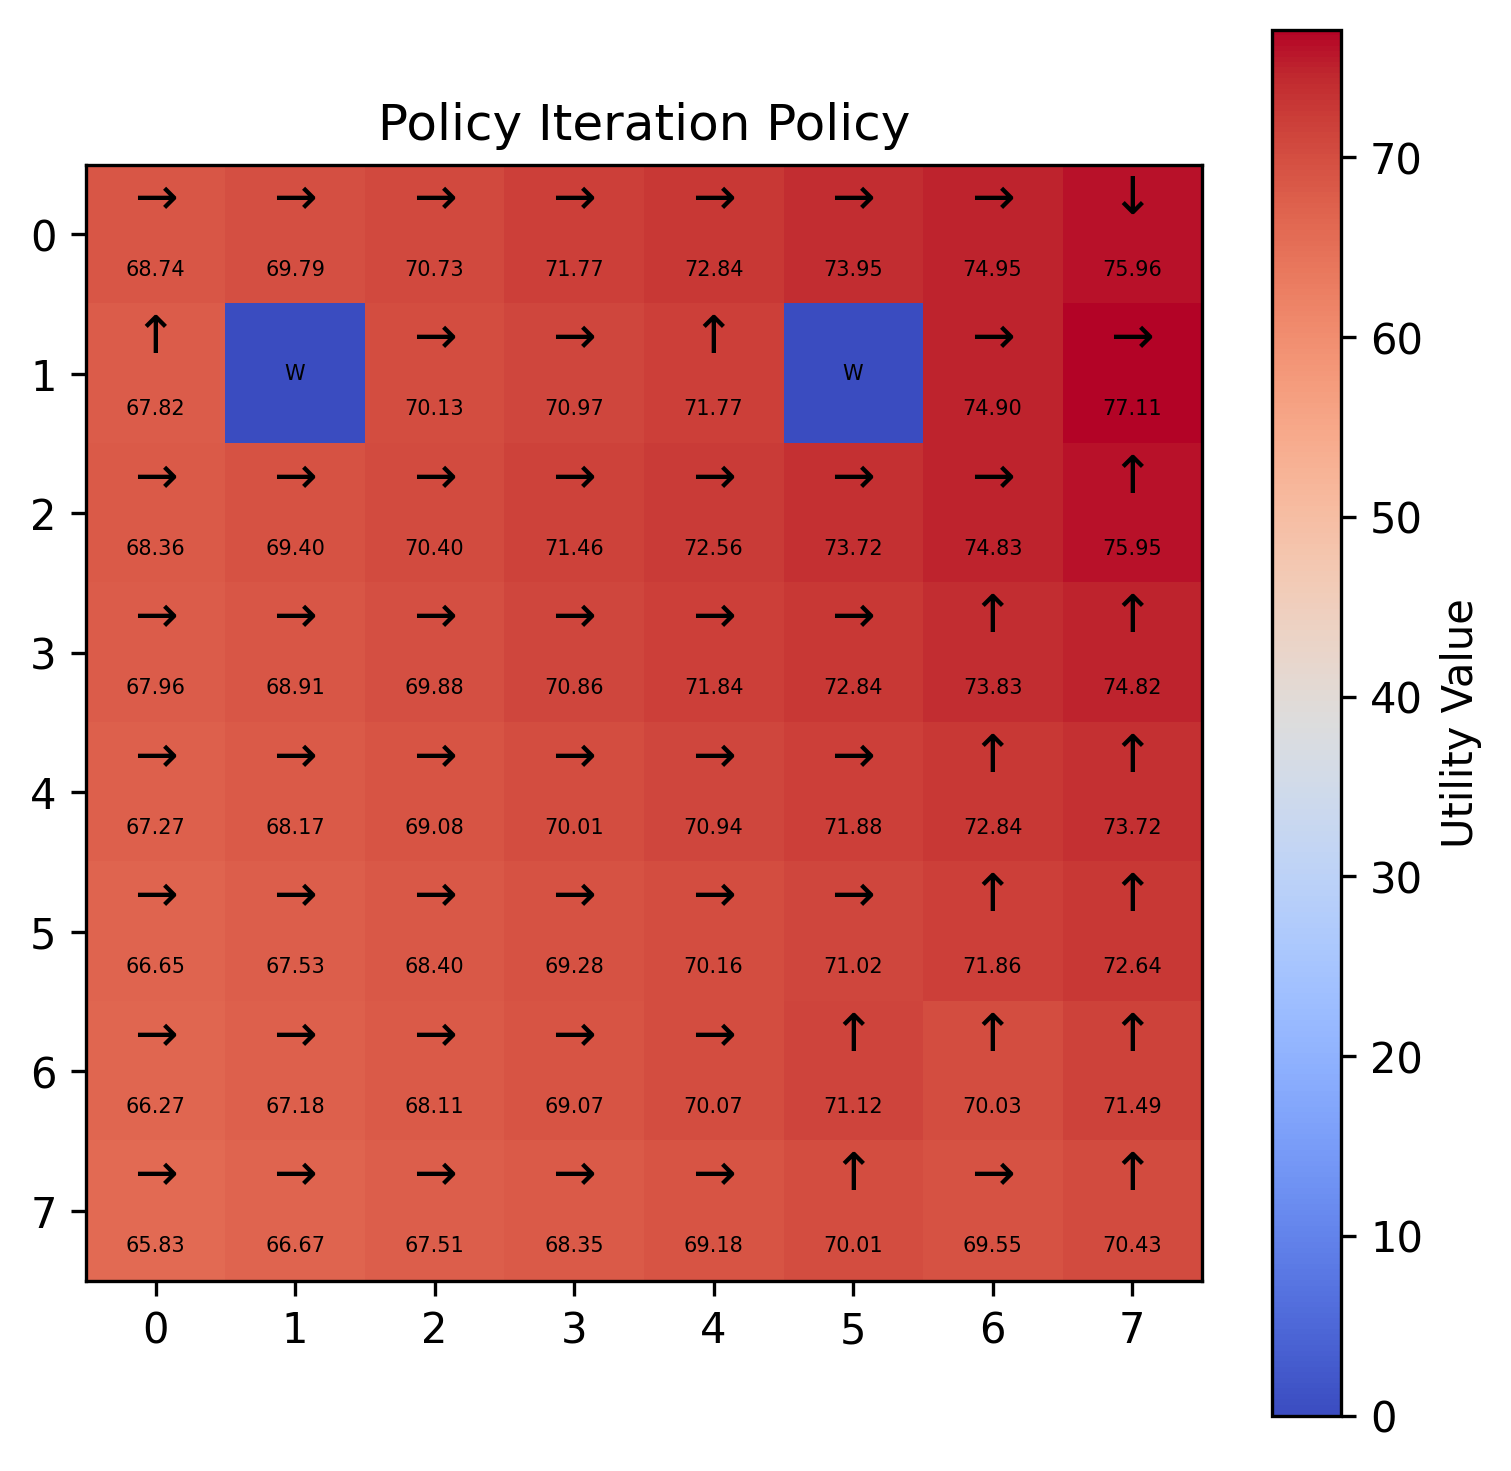 Policy Iteration Policy
0 → → → → → → → ↓
68.74 69.79 70.73 71.77 72.84 73.95 74.95 75.96
1 ↑ W → → ↑ W → →
67.82 70.13 70.97 71.77 74.90 77.11
2 → → → → → → → ↑
68.36 69.40 70.40 71.46 72.56 73.72 74.83 75.95
3 → → → → → → ↑ ↑
67.96 68.91 69.88 70.86 71.84 72.84 73.83 74.82
4 → → → → → → ↑ ↑
67.27 68.17 69.08 70.01 70.94 71.88 72.84 73.72
5 → → → → → → ↑ ↑
66.65 67.53 68.40 69.28 70.16 71.02 71.86 72.64
6 → → → → → ↑ ↑ ↑
66.27 67.18 68.11 69.07 70.07 71.12 70.03 71.49
7 → → → → → ↑ → ↑
65.83 66.67 67.51 68.35 69.18 70.01 69.55 70.43
0 1 2 3 4 5 6 7
70
60
50
40
30
20
10
0
Utility Value